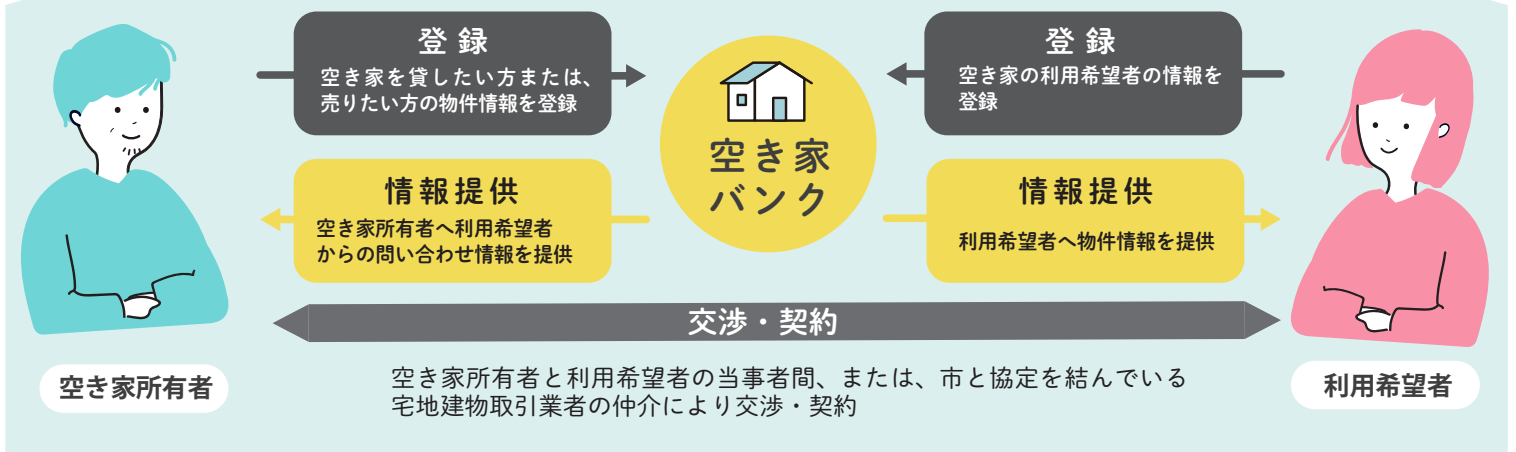 登録
空き家を貸したい方または、
売りたい方の物件情報を登録
情報提供
空き家所有者へ利用希望者
からの問い合わせ情報を提供
空き家
バンク
登録
空き家の利用希望者の情報を
登録
情報提供
利用希望者へ物件情報を提供
交渉・契約
空き家所有者
空き家所有者と利用希望者の当事者間、または、市と協定を結んでいる
宅地建物取引業者の仲介により交渉・契約
利用希望者